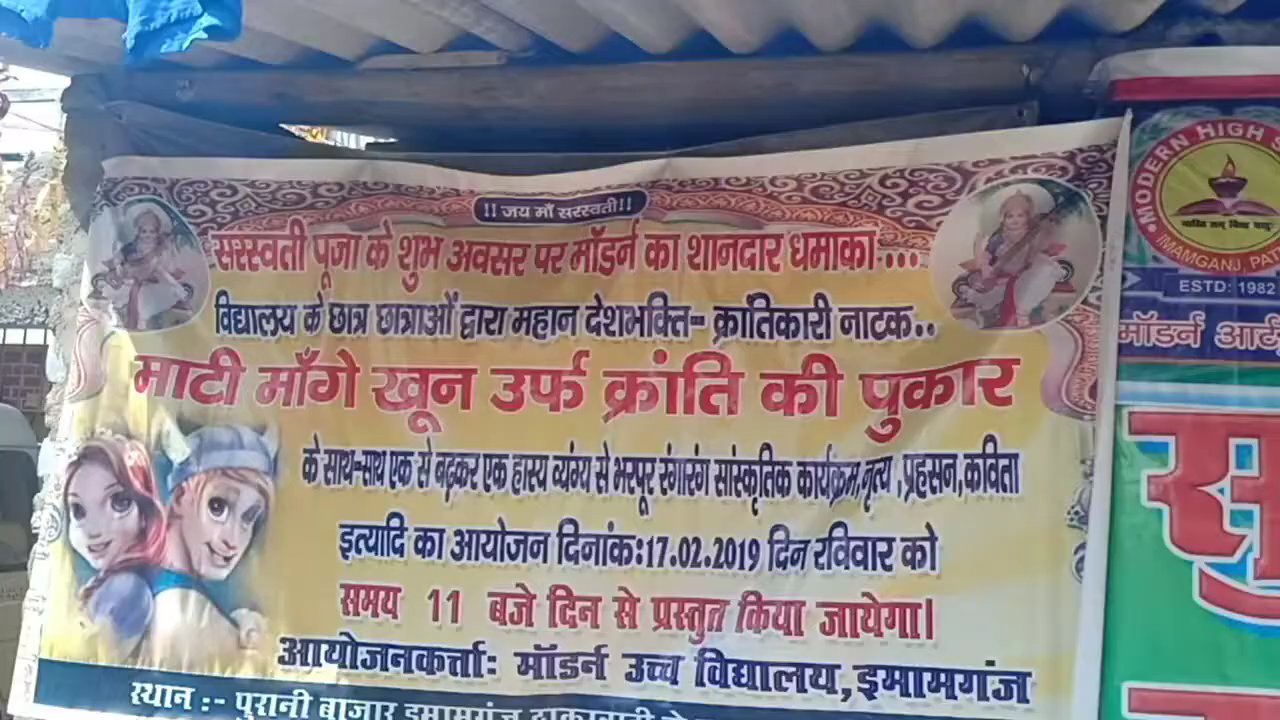 !! जय माँ सरस्वती!!
सरस्वती पूजा के शुभ अवसर पर मॉडर्न का शानदार धमाका....
विद्यालय के छात्र छात्राओं द्वारा महान देशभक्ति- क्रांतिकारी नाटक..
माटी माँगे खून उर्फ क्रांति की पुकार
के साथ-साथ एक से बढ़कर एक हास्य व्यंग्य से भरपूर रंगारंग सांस्कृतिक कार्यक्रम,नृत्य , प्रहसन,कविता
इत्यादि का आयोजन दिनांक:17.02.2019 दिन रविवार को
समय 11 बजे दिन से प्रस्तुत किया जायेगा।
आयोजनकर्त्ता: मॉडर्न उच्च विद्यालय,इमामगंज
स्थान :- पुरानी बाजार इमामगंज
MODERN HIGH
IMAMGANJ,
ESTD: 1982
मॉडर्न
सु